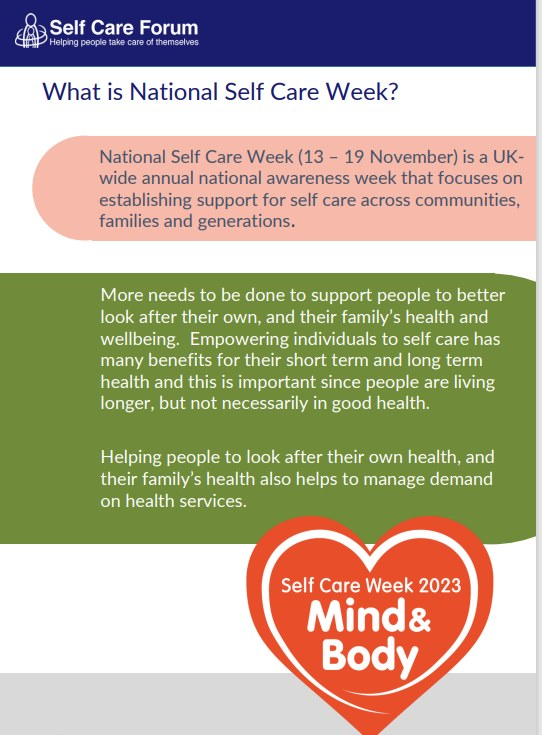 Self Care Forum
Helping people take care of themselves
What is National Self Care Week?
National Self Care Week (13 – 19 November) is a UK-
wide annual national awareness week that focuses on
establishing support for self care across communities,
families and generations.
More needs to be done to support people to better
look after their own, and their family’s health and
wellbeing.  Empowering individuals to self care has
many benefits for their short term and long term
health and this is important since people are living
longer, but not necessarily in good health.
Helping people to look after their own health, and
their family’s health also helps to manage demand
on health services.
Self Care Week 2023
Mind&
Body